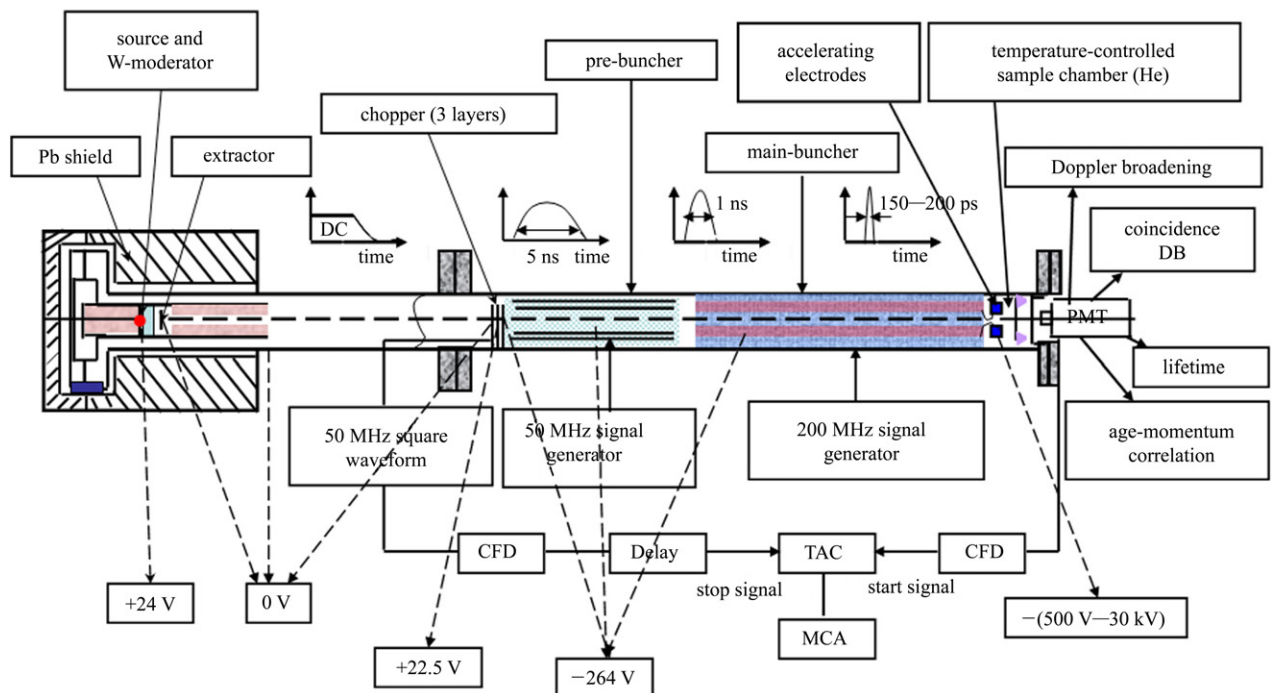 source and
W-moderator
pre-buncher
accelerating
electrodes
temperature-controlled
sample chamber (He)
chopper (3 layers)
Pb shield
extractor
main-buncher
Doppler broadening
DC
time
5 ns
time
1 ns
time
150—200 ps
time
coincidence
DB
PMT
lifetime
50 MHz square
waveform
50 MHz signal
generator
200 MHz signal
generator
age-momentum
correlation
CFD
Delay
TAC
CFD
stop signal
start signal
+24 V
0 V
MCA
−(500 V—30 kV)
+22.5 V
−264 V